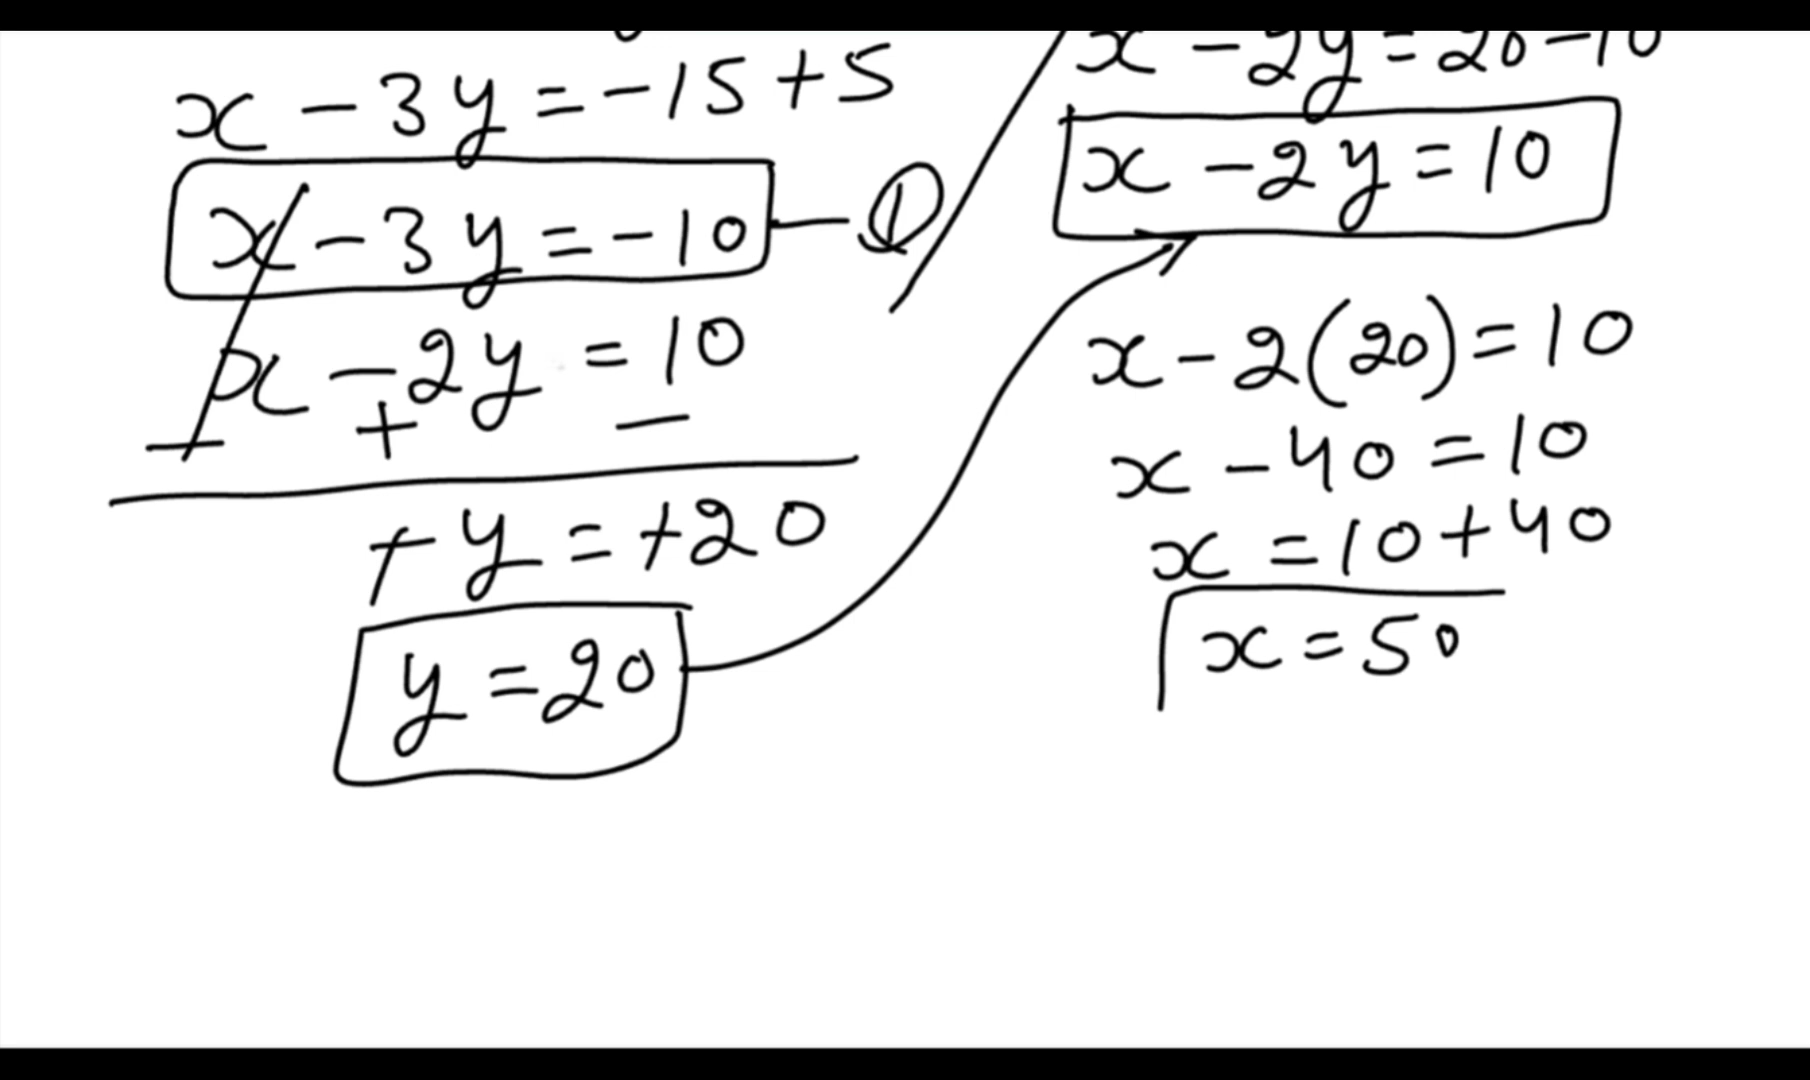 x - 3y = -15 + 5
x - 3y = -10 — ①
x - 2y = 10
- + -
- y = +20
y = 20
x - 2y = 20 - 10
x - 2y = 10
x - 2(20) = 10
x - 40 = 10
x = 10 + 40
x = 50